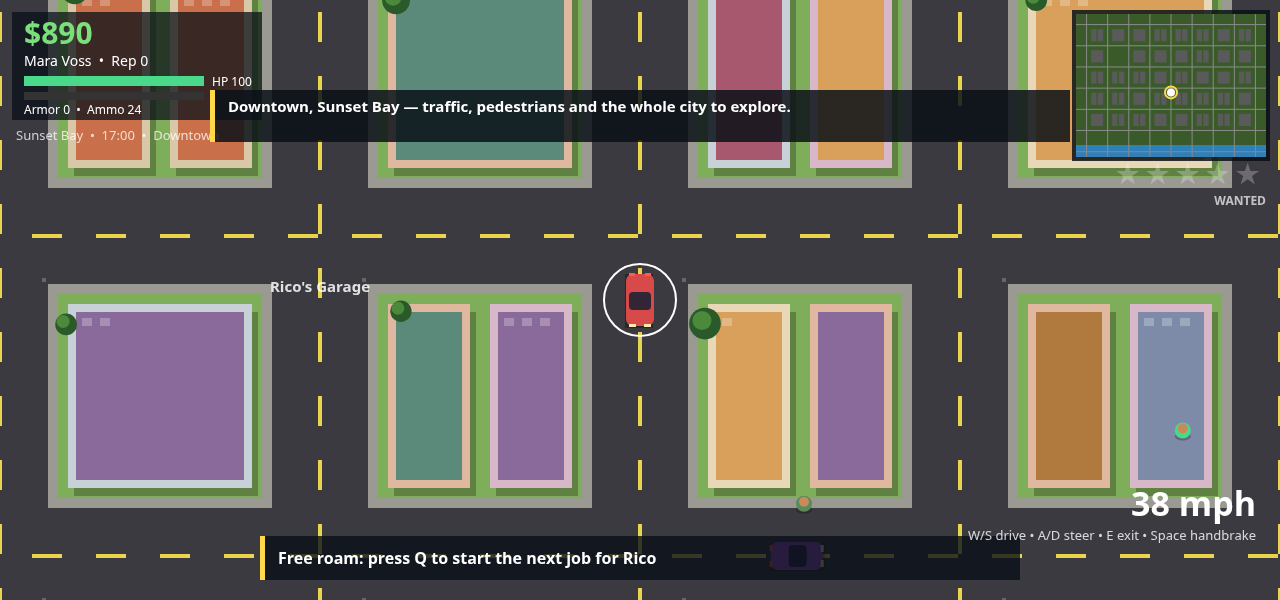 $890
Mara Voss • Rep 0
HP 100
Armor 0 • Ammo 24
Sunset Bay • 17:00 • Downtow
Downtown, Sunset Bay — traffic, pedestrians and the whole city to explore.
WANTED
Rico's Garage
38 mph
W/S drive • A/D steer • E exit • Space handbrake
Free roam: press Q to start the next job for Rico